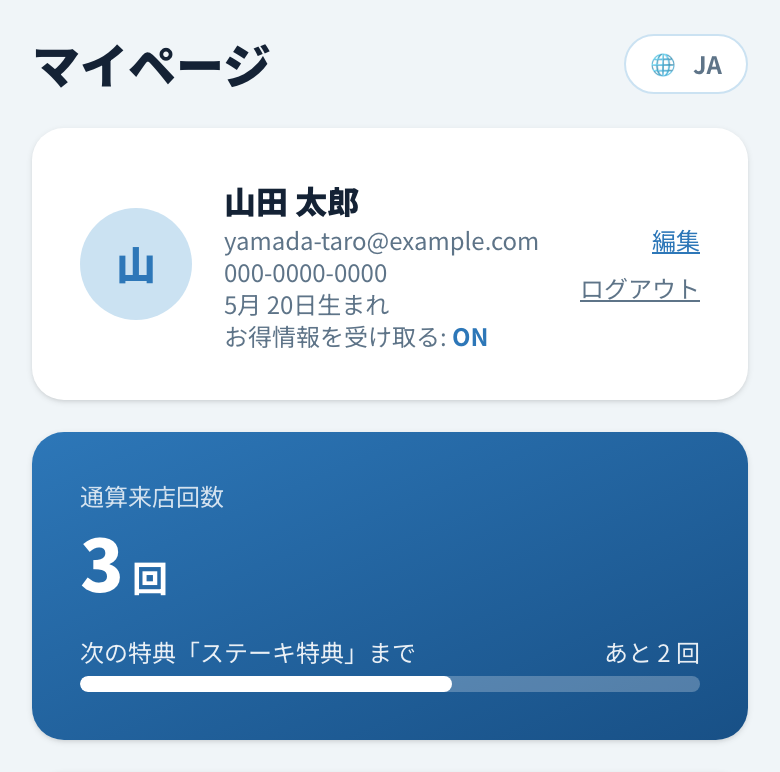 マイページ
JA
山田 太郎
yamada-taro@example.com
000-0000-0000
5月 20日生まれ
お得情報を受け取る: ON
編集
ログアウト
山
通算来店回数
3 回
次の特典「ステーキ特典」まで
あと 2 回